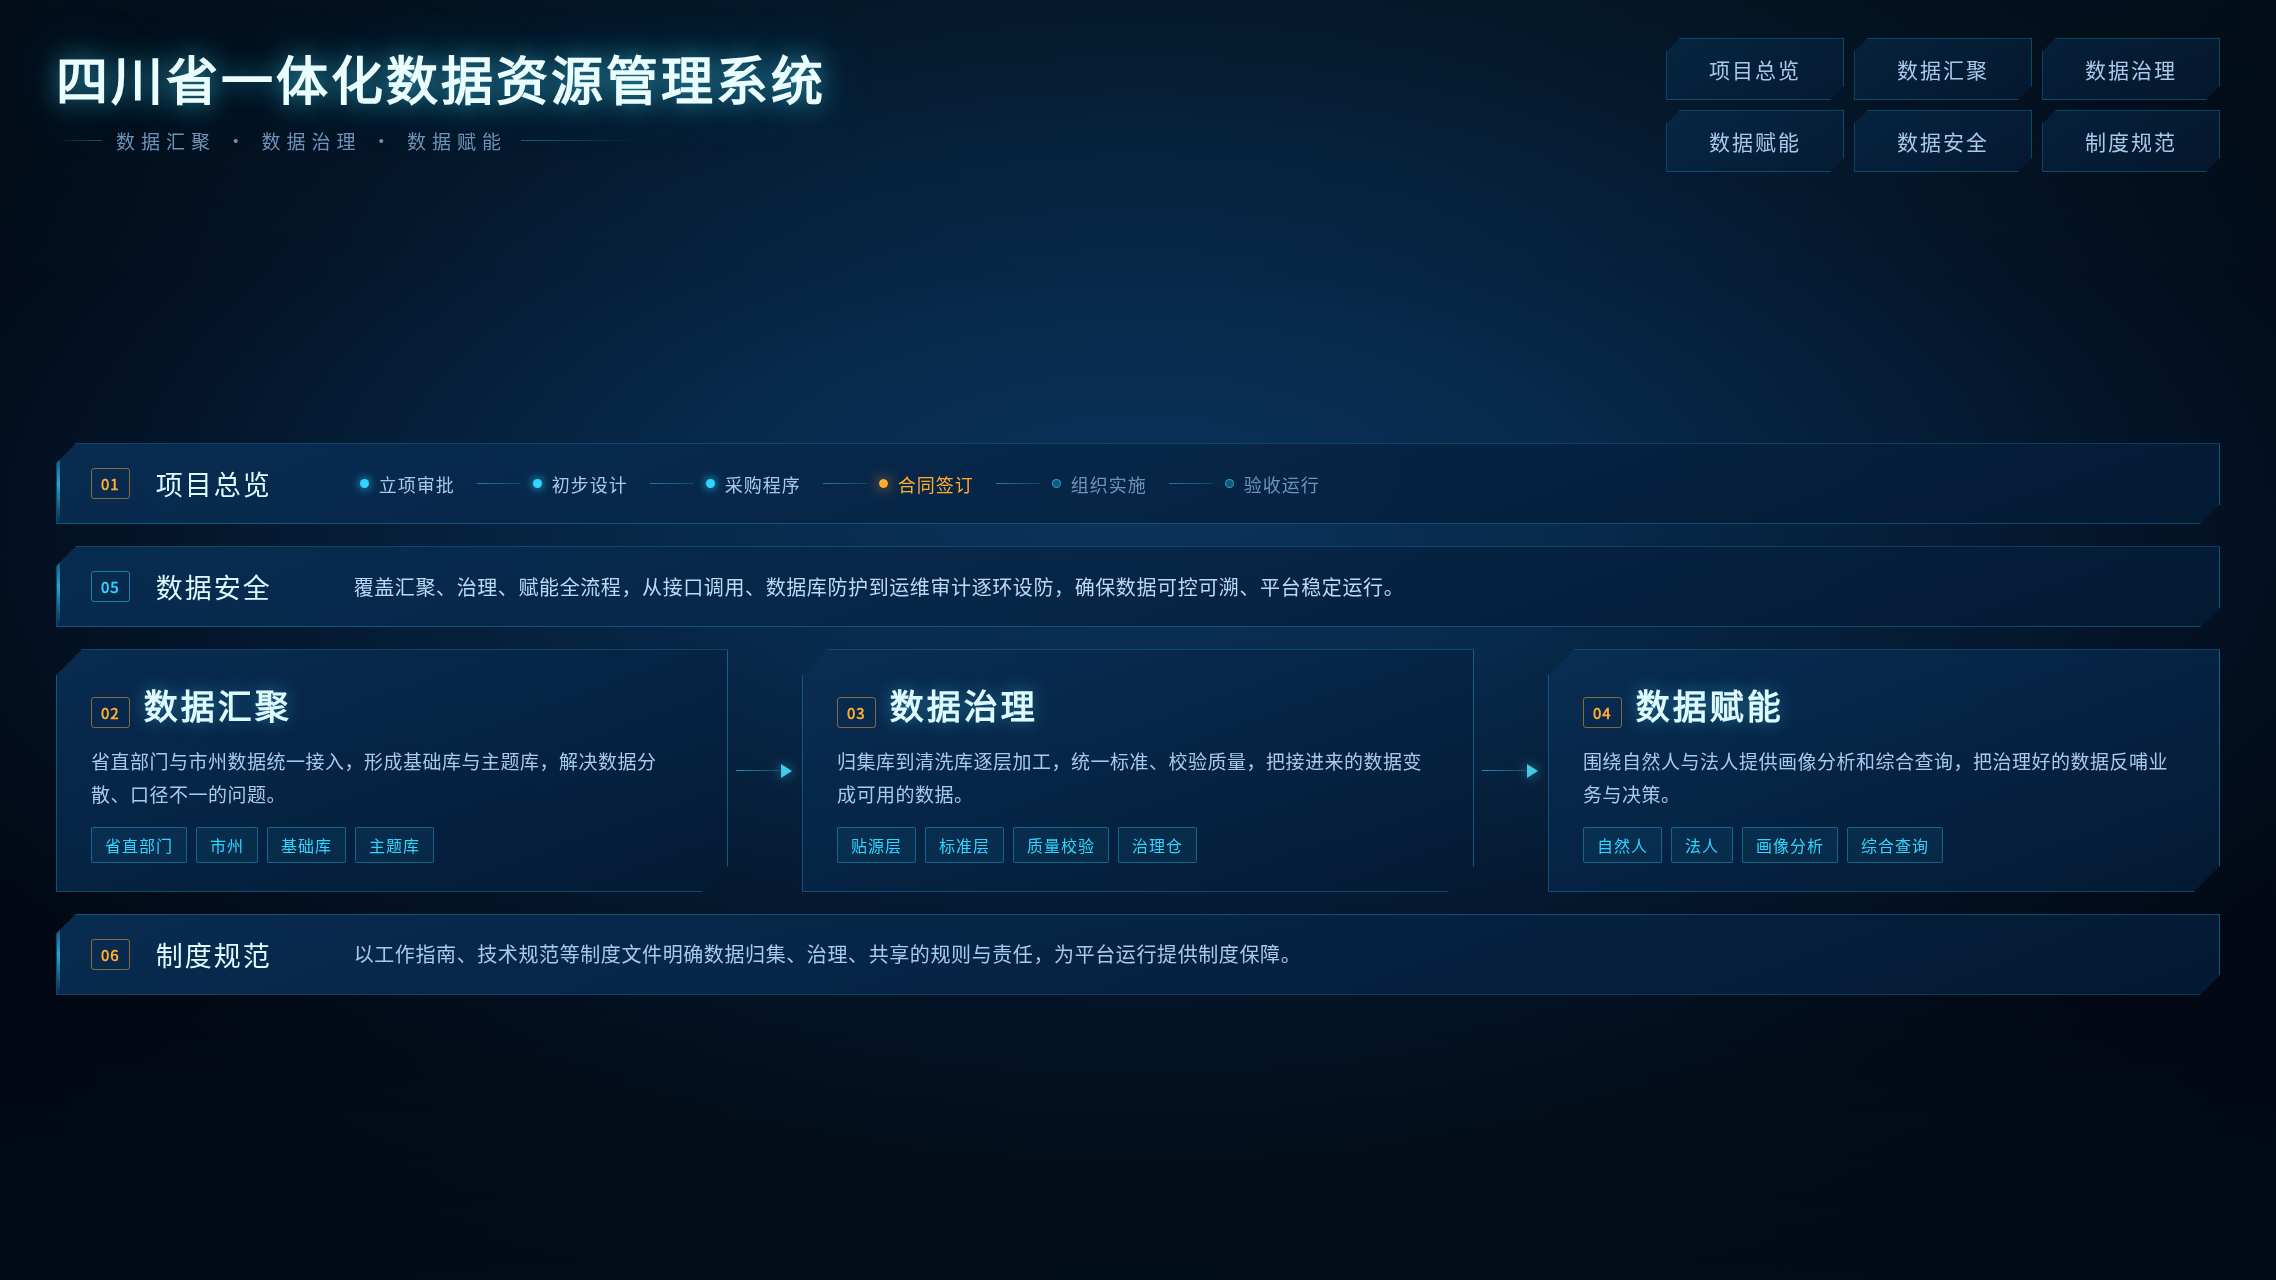 四川省一体化数据资源管理系统
数据汇聚 • 数据治理 • 数据赋能
项目总览 数据汇聚 数据治理
数据赋能 数据安全 制度规范
01 项目总览 立项审批 初步设计 采购程序 合同签订 组织实施 验收运行
05 数据安全 覆盖汇聚、治理、赋能全流程，从接口调用、数据库防护到运维审计逐环设防，确保数据可控可溯、平台稳定运行。
02 数据汇聚
省直部门与市州数据统一接入，形成基础库与主题库，解决数据分
散、口径不一的问题。
省直部门 市州 基础库 主题库
03 数据治理
归集库到清洗库逐层加工，统一标准、校验质量，把接进来的数据变
成可用的数据。
贴源层 标准层 质量校验 治理仓
04 数据赋能
围绕自然人与法人提供画像分析和综合查询，把治理好的数据反哺业
务与决策。
自然人 法人 画像分析 综合查询
06 制度规范 以工作指南、技术规范等制度文件明确数据归集、治理、共享的规则与责任，为平台运行提供制度保障。